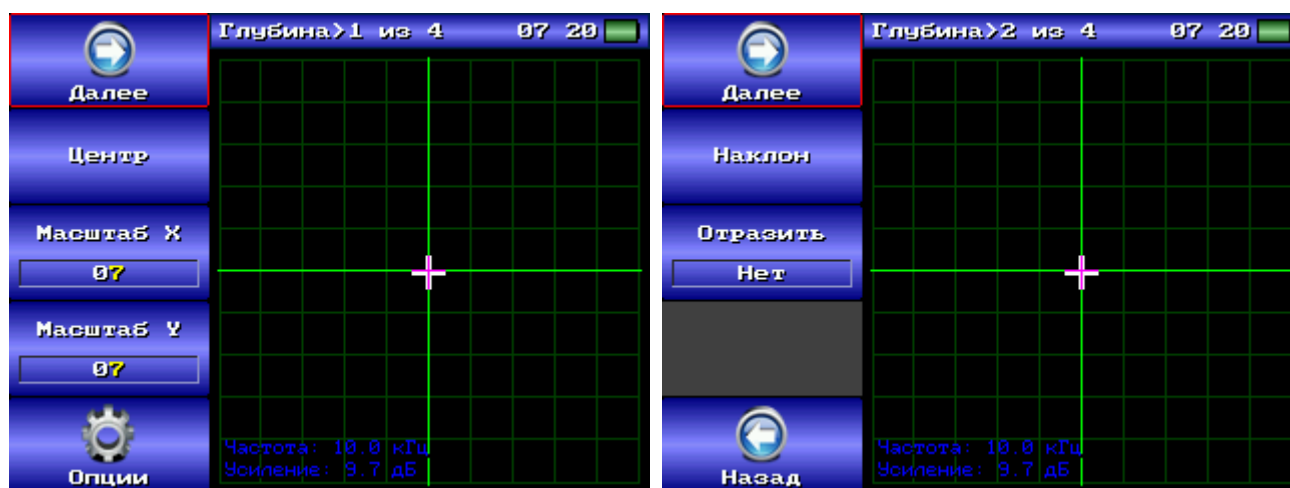 Глубина>1 из 4 07 20
Далее
Центр
Масштаб X
07
Масштаб Y
07
Опции
Частота: 10.0 кГц
Усиление: 9.7 дБ
Глубина>2 из 4 07 20
Далее
Наклон
Отразить
Нет
Назад
Частота: 10.0 кГц
Усиление: 9.7 дБ